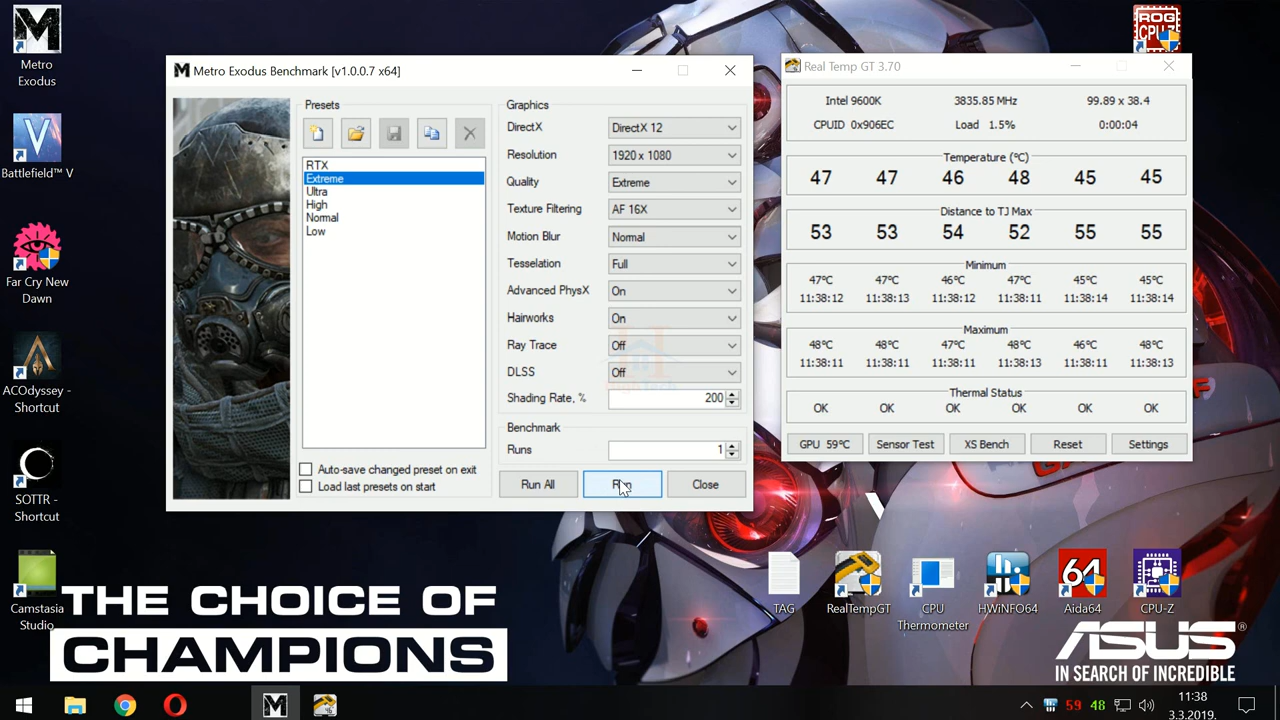 Metro
Exodus
Battlefield™ V
Far Cry New
Dawn
ACOdyssey -
Shortcut
SOTTR -
Shortcut
Camstasia
Studio
Metro Exodus Benchmark [v1.0.0.7 x64]
Presets
RTX
Extreme
Ultra
High
Normal
Low
Auto-save changed preset on exit
Load last presets on start
Graphics
DirectX DirectX 12
Resolution 1920 x 1080
Quality Extreme
Texture Filtering AF 16X
Motion Blur Normal
Tesselation Full
Advanced PhysX On
Hairworks On
Ray Trace Off
DLSS Off
Shading Rate, % 200
Benchmark
Runs 1
Run All Run Close
Real Temp GT 3.70
Intel 9600K 3835.85 MHz 99.89 x 38.4
CPUID 0x906EC Load 1.5% 0:00:04
Temperature (°C)
47 47 46 48 45 45
Distance to TJ Max
53 53 54 52 55 55
Minimum
47°C 47°C 46°C 47°C 45°C 45°C
11:38:12 11:38:13 11:38:12 11:38:11 11:38:14 11:38:14
Maximum
48°C 48°C 47°C 48°C 46°C 48°C
11:38:11 11:38:11 11:38:11 11:38:13 11:38:11 11:38:11
Thermal Status
OK OK OK OK OK OK
GPU 59°C Sensor Test XS Bench Reset Settings
ROG
CPU-Z
TAG
RealTempGT
CPU
Thermometer
HWiNFO64
64
Aida64
CPU-Z
THE CHOICE OF
CHAMPIONS
ASUS®
IN SEARCH OF INCREDIBLE
59 48
11:38
3.3.2019.